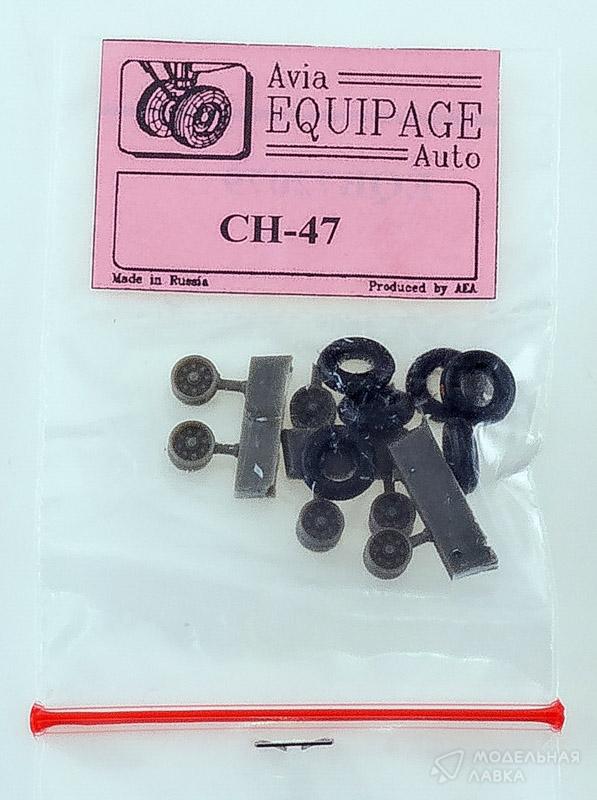 Avia
EQUIPAGE
Auto
CH-47
Made in Russia
Produced by AEA
МОДЕЛЬНАЯ
ЛАВКА